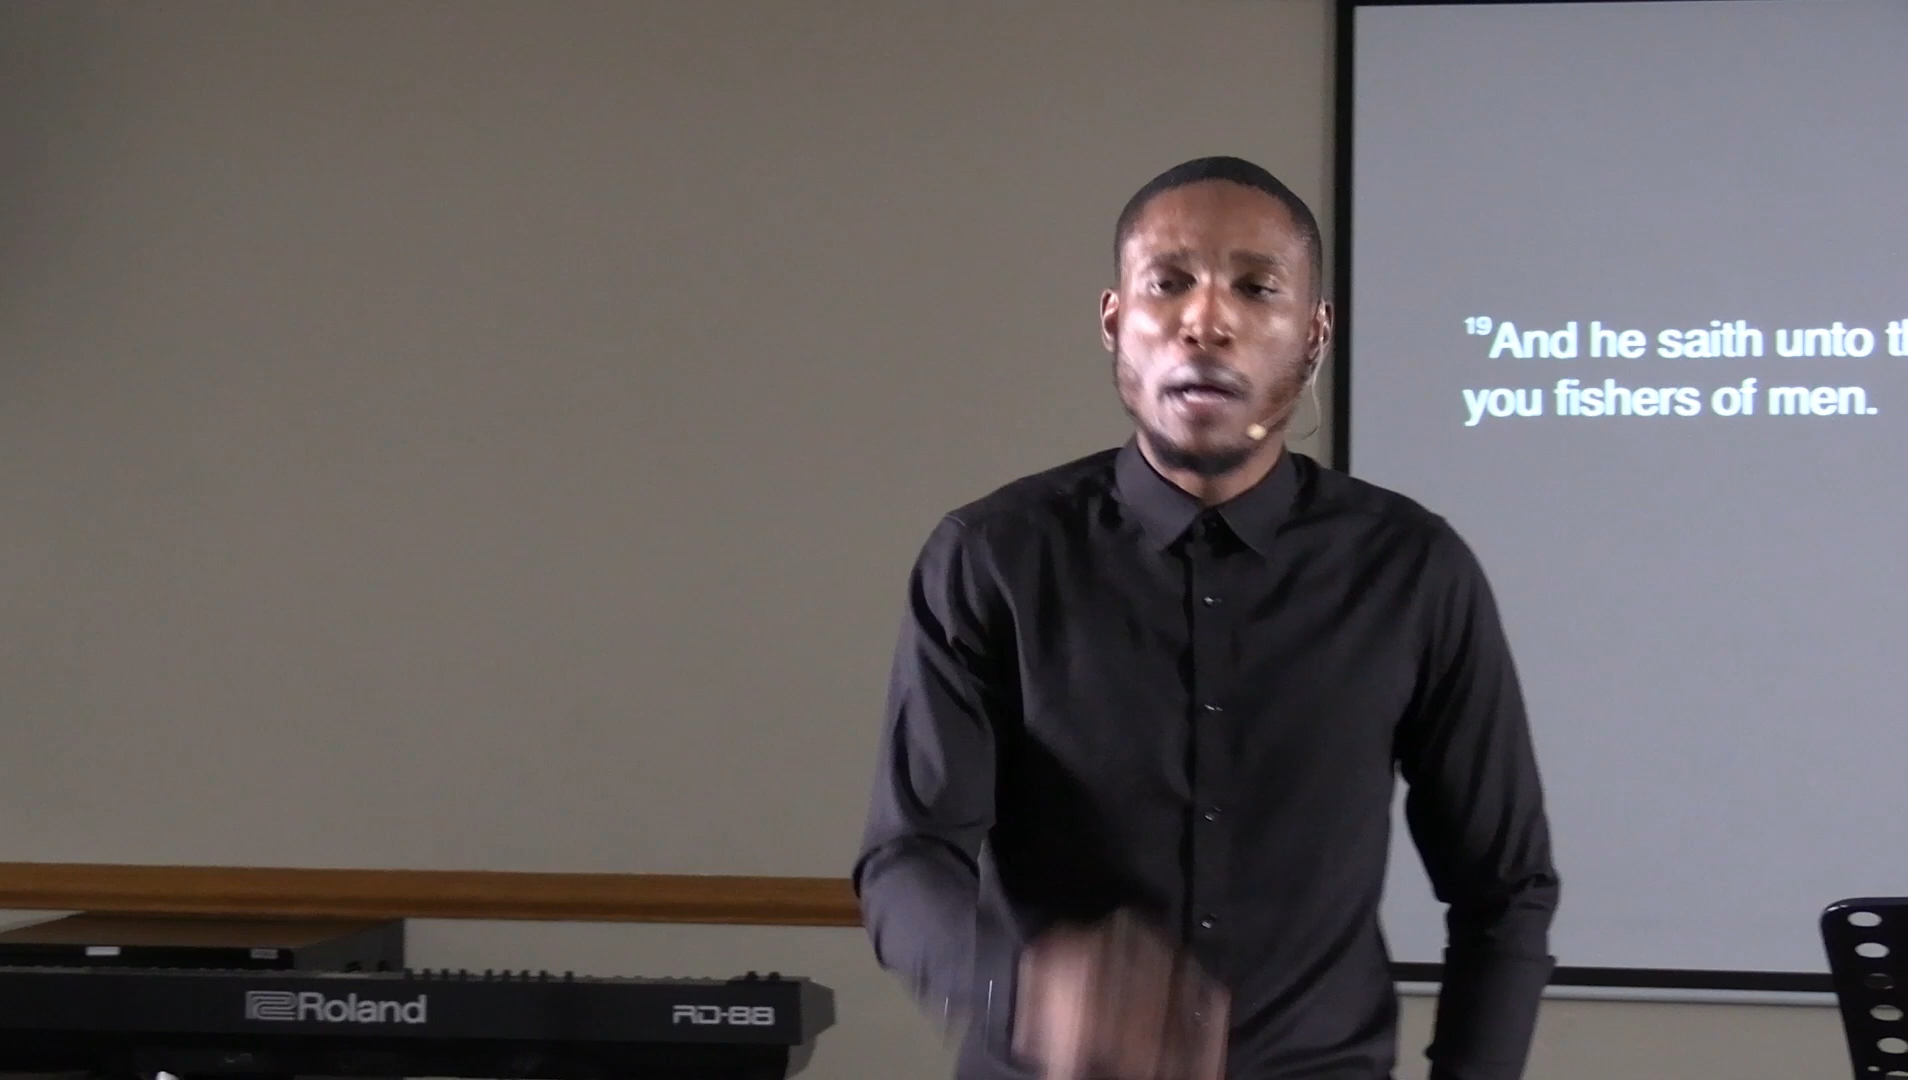 19And he saith unto
you fishers of men.
Roland
RD-88